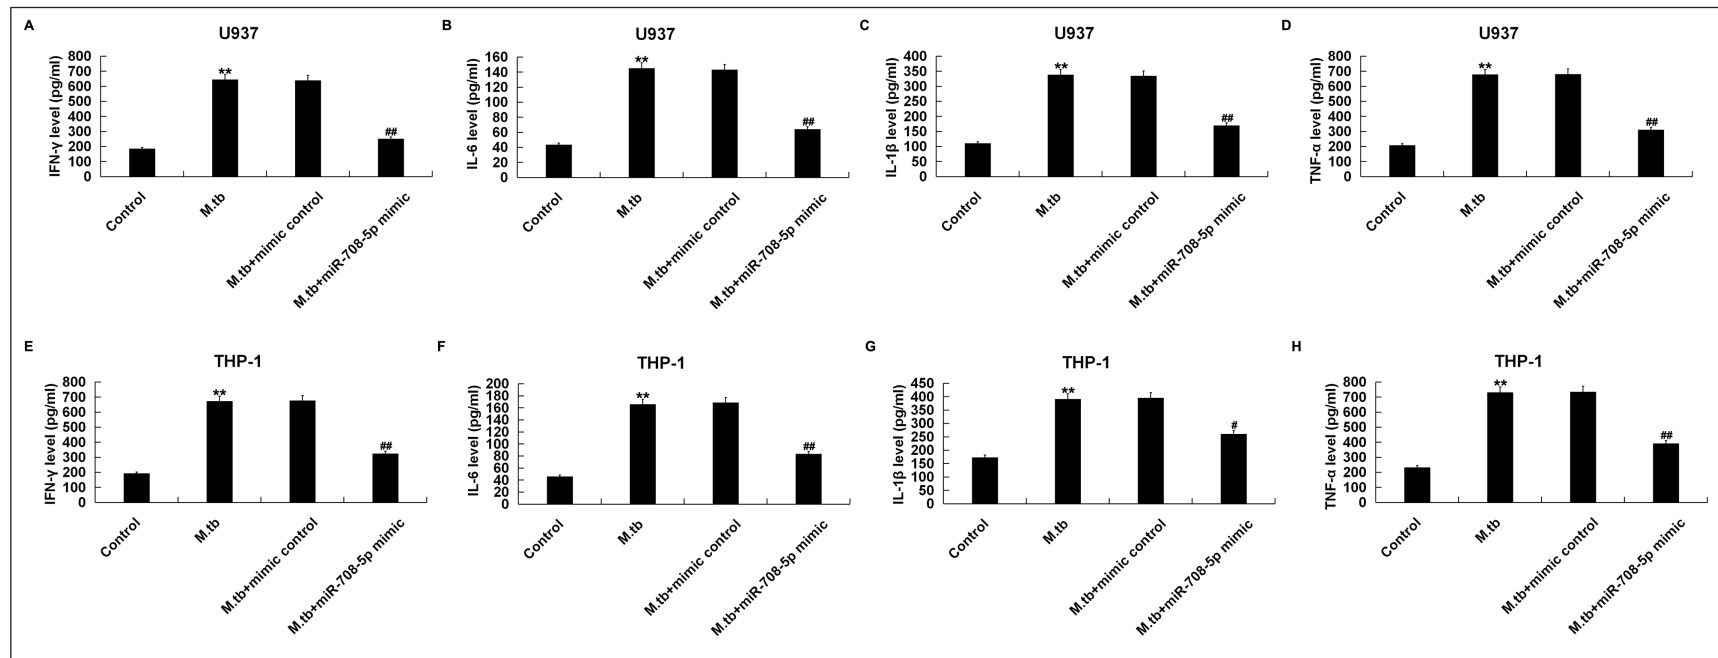 A
U937
IFN-γ level (pg/ml)
800
700
600
500
400
300
200
100
0
**
##
Control
M.tb
M.tb+mimic control
M.tb+miR-708-5p mimic
B
U937
IL-6 level (pg/ml)
160
140
120
100
80
60
40
20
0
**
##
Control
M.tb
M.tb+mimic control
M.tb+miR-708-5p mimic
C
U937
IL-1β level (pg/ml)
400
350
300
250
200
150
100
50
0
**
##
Control
M.tb
M.tb+mimic control
M.tb+miR-708-5p mimic
D
U937
TNF-α level (pg/ml)
800
700
600
500
400
300
200
100
0
**
##
Control
M.tb
M.tb+mimic control
M.tb+miR-708-5p mimic
E
THP-1
IFN-γ level (pg/ml)
800
700
600
500
400
300
200
100
0
**
##
Control
M.tb
M.tb+mimic control
M.tb+miR-708-5p mimic
F
THP-1
IL-6 level (pg/ml)
200
180
160
140
120
100
80
60
40
20
0
**
##
Control
M.tb
M.tb+mimic control
M.tb+miR-708-5p mimic
G
THP-1
IL-1β level (pg/ml)
450
400
350
300
250
200
150
100
50
0
**
#
Control
M.tb
M.tb+mimic control
M.tb+miR-708-5p mimic
H
THP-1
TNF-α level (pg/ml)
800
700
600
500
400
300
200
100
0
**
##
Control
M.tb
M.tb+mimic control
M.tb+miR-708-5p mimic